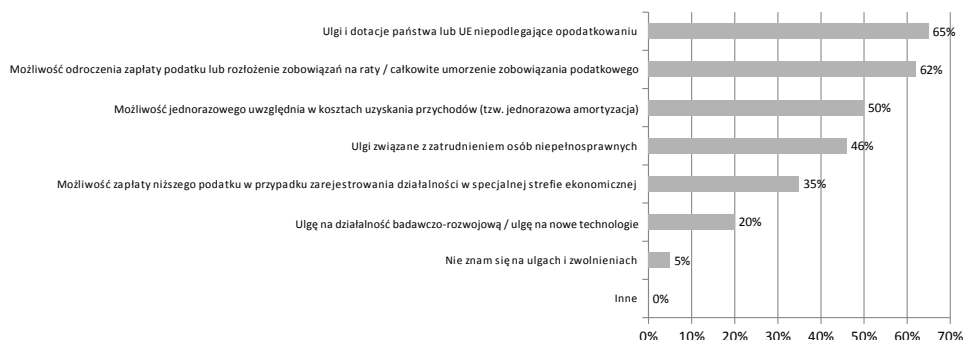 Ulgi i dotacje państwa lub UE niepodlegające opodatkowaniu 65%
Możliwość odroczenia zapłaty podatku lub rozłożenie zobowiązań na raty / całkowite umorzenie zobowiązania podatkowego 62%
Możliwość jednorazowego uwzględnia w kosztach uzyskania przychodów (tzw. jednorazowa amortyzacja) 50%
Ulgi związane z zatrudnieniem osób niepełnosprawnych 46%
Możliwość zapłaty niższego podatku w przypadku zarejestrowania działalności w specjalnej strefie ekonomicznej 35%
Ulgę na działalność badawczo-rozwojową / ulgę na nowe technologie 20%
Nie znam się na ulgach i zwolnieniach 5%
Inne 0%
0% 10% 20% 30% 40% 50% 60% 70%